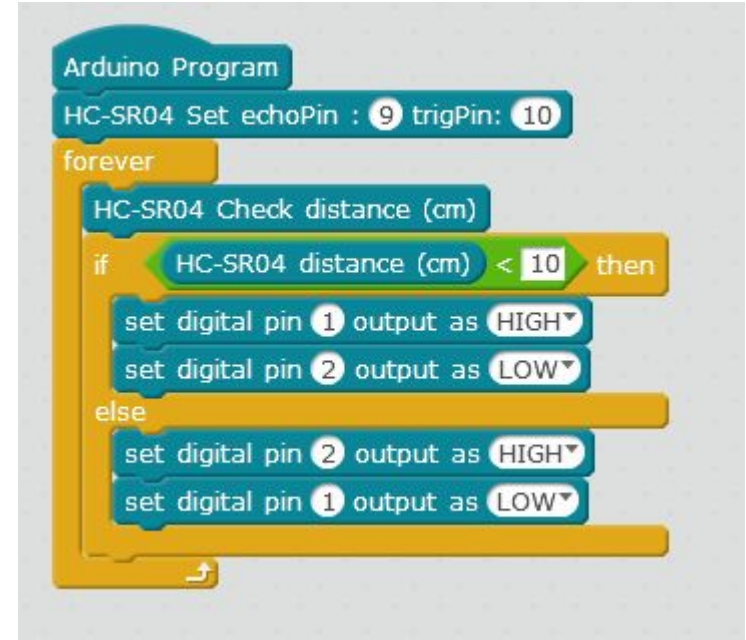 Arduino Program
HC-SR04 Set echoPin : 9 trigPin: 10
forever
HC-SR04 Check distance (cm)
if HC-SR04 distance (cm) < 10 then
set digital pin 1 output as HIGH
set digital pin 2 output as LOW
else
set digital pin 2 output as HIGH
set digital pin 1 output as LOW